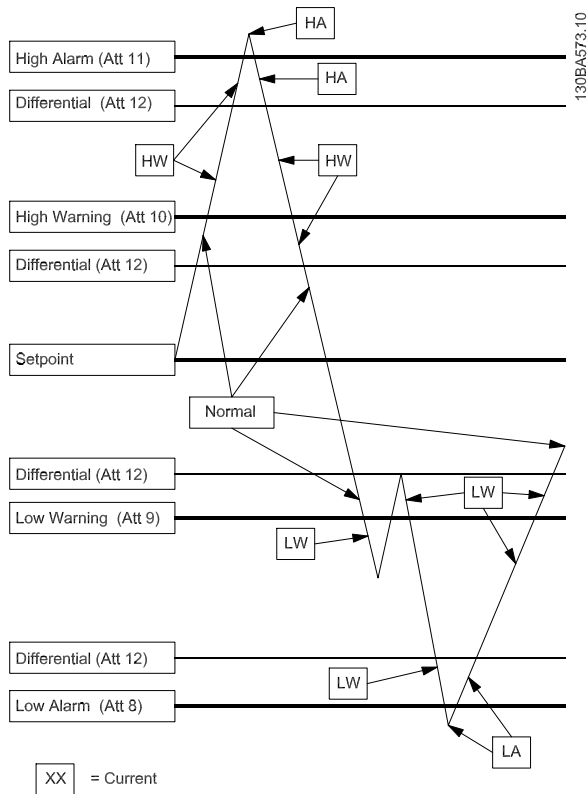 HA
130BA573.10
High Alarm (Att 11)
HA
Differential (Att 12)
HW
HW
High Warning (Att 10)
Differential (Att 12)
Setpoint
Normal
Differential (Att 12)
LW
Low Warning (Att 9)
LW
Differential (Att 12)
LW
Low Alarm (Att 8)
LA
XX = Current